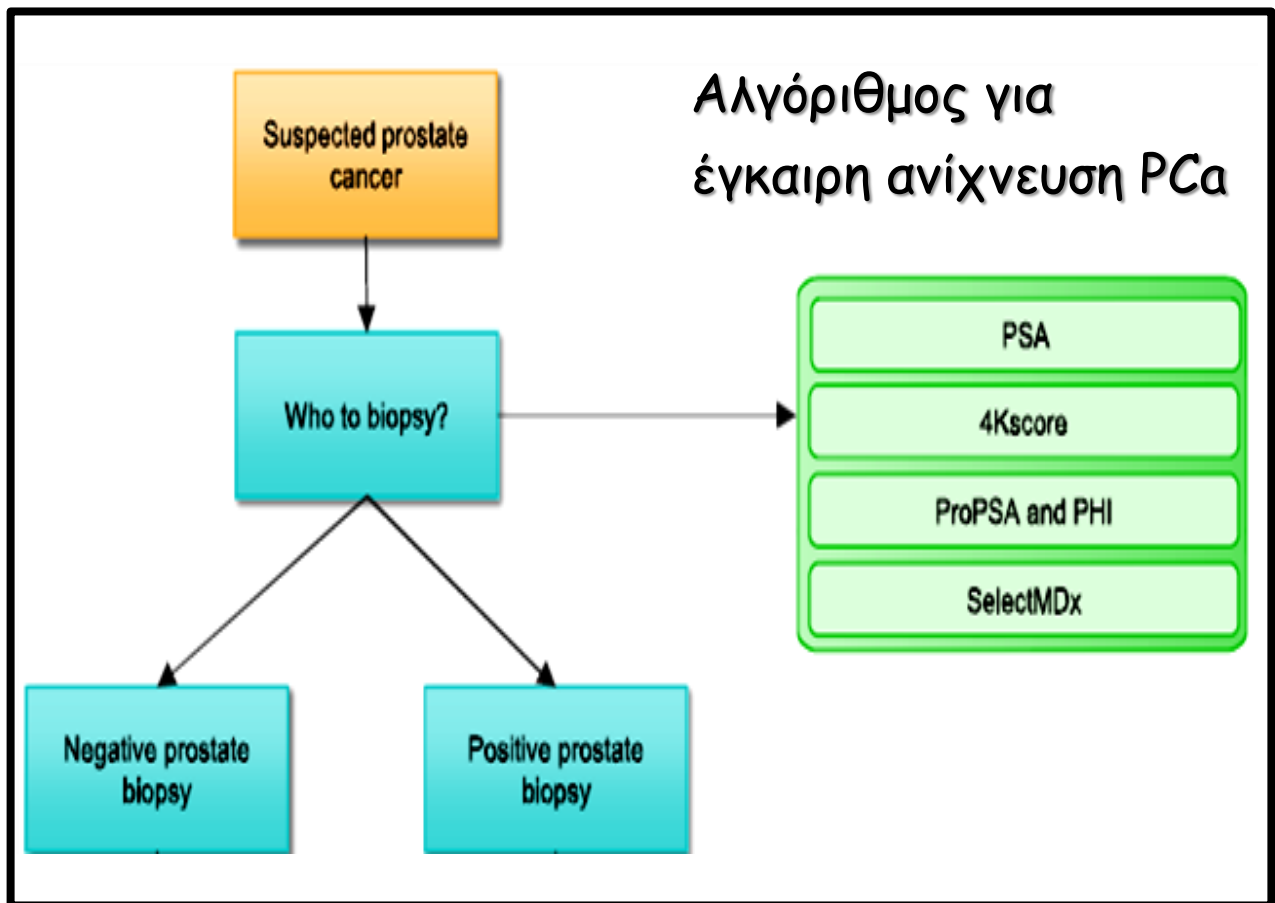 Αλγόριθμος για
έγκαιρη ανίχνευση PCa
Suspected prostate
cancer
Who to biopsy?
PSA
4Kscore
ProPSA and PHI
SelectMDx
Negative prostate
biopsy
Positive prostate
biopsy